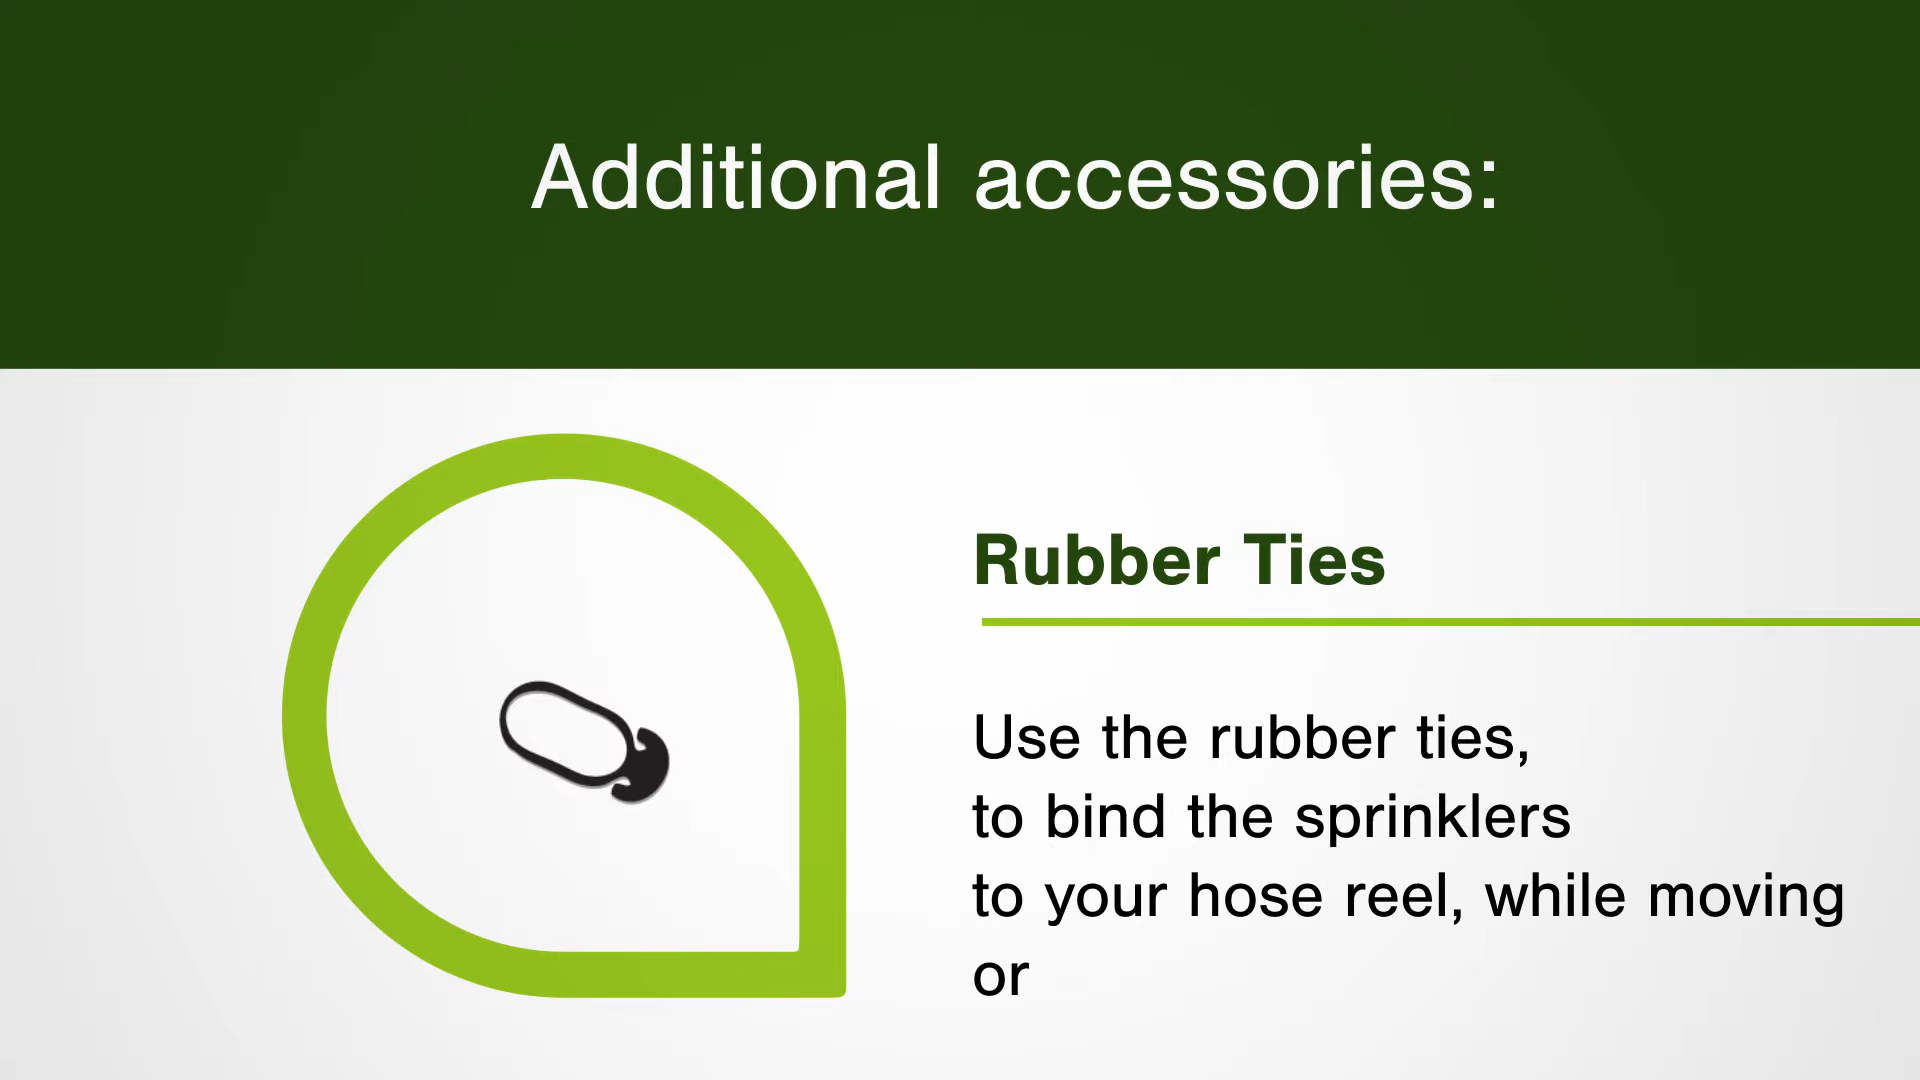 Additional accessories:
Rubber Ties
Use the rubber ties,
to bind the sprinklers
to your hose reel, while moving
or